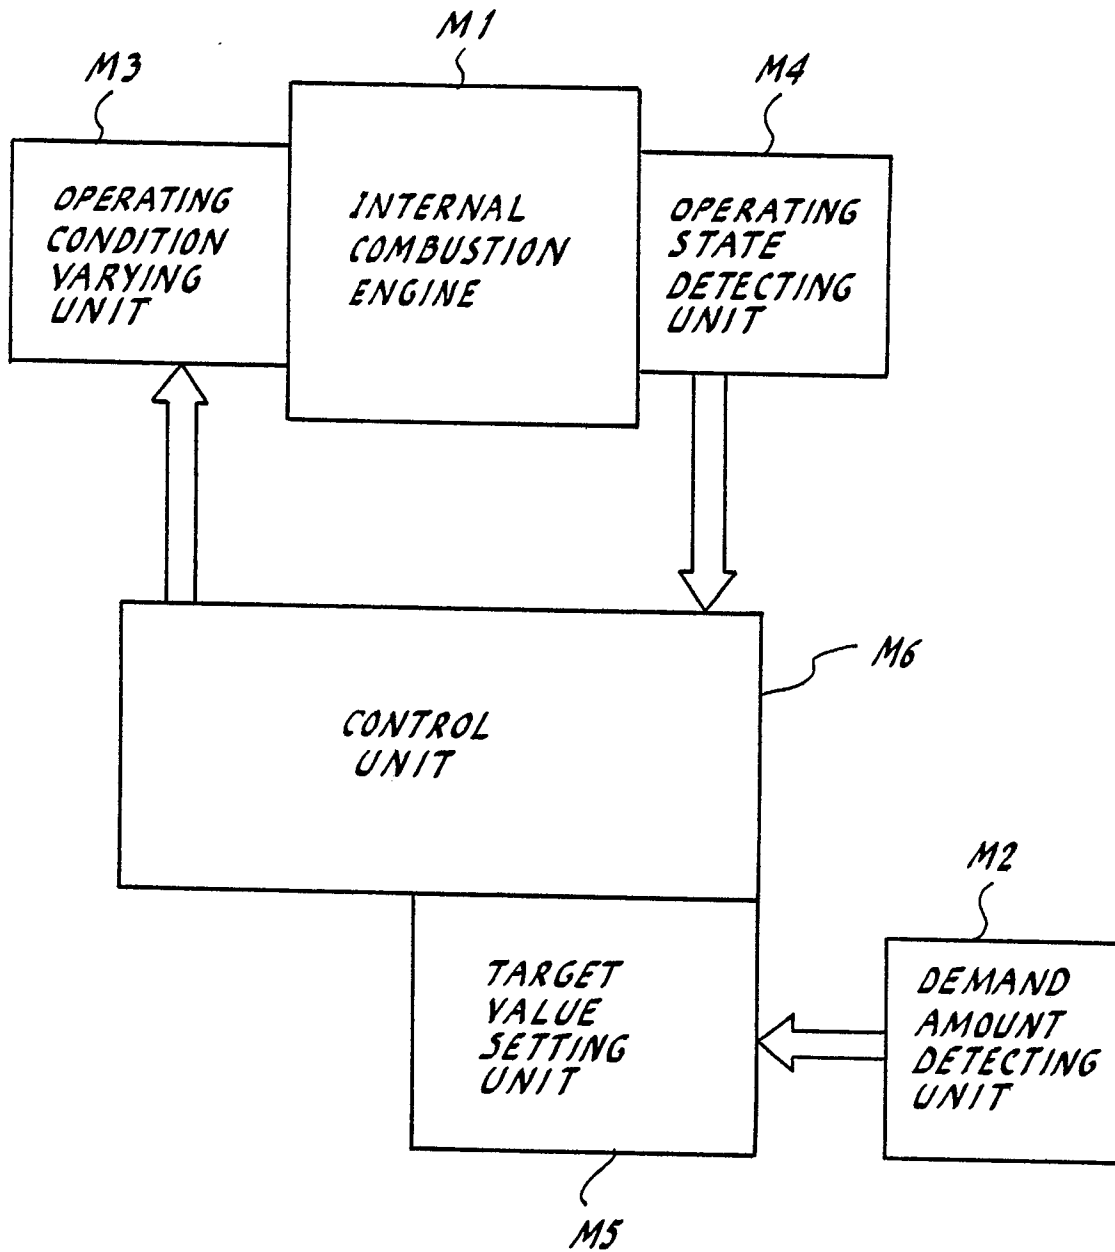 M1
M3
M4
OPERATING
CONDITION
VARYING
UNIT
INTERNAL
COMBUSTION
ENGINE
OPERATING
STATE
DETECTING
UNIT
M6
CONTROL
UNIT
M2
TARGET
VALUE
SETTING
UNIT
DEMAND
AMOUNT
DETECTING
UNIT
M5